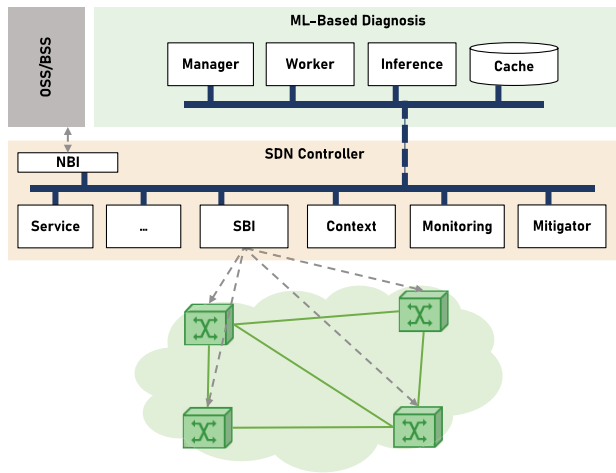 OSS/BSS
ML–Based Diagnosis
Manager
Worker
Inference
Cache
SDN Controller
NBI
Service
...
SBI
Context
Monitoring
Mitigator